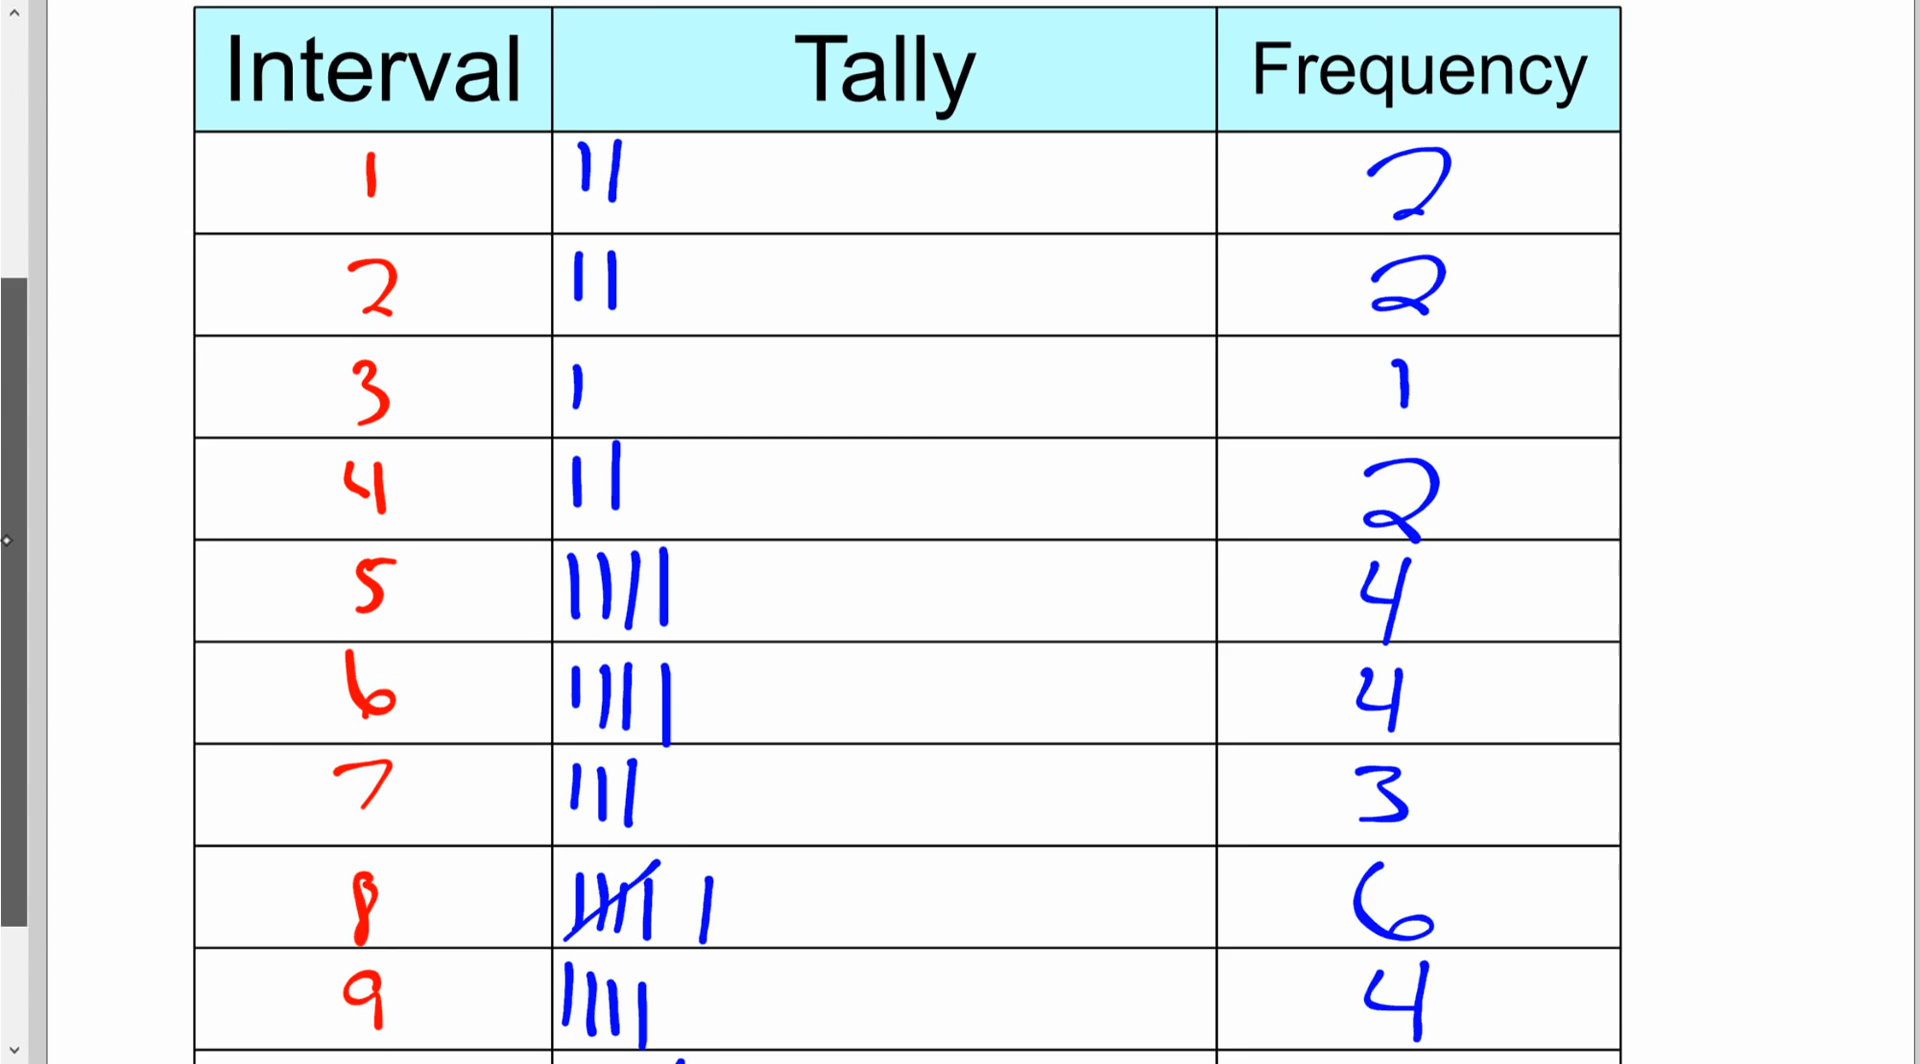 Interval Tally Frequency
1 || 2
2 || 2
3 | 1
4 || 2
5 |||| 4
6 |||| 4
7 ||| 3
8 |||| | 6
9 |||| 4